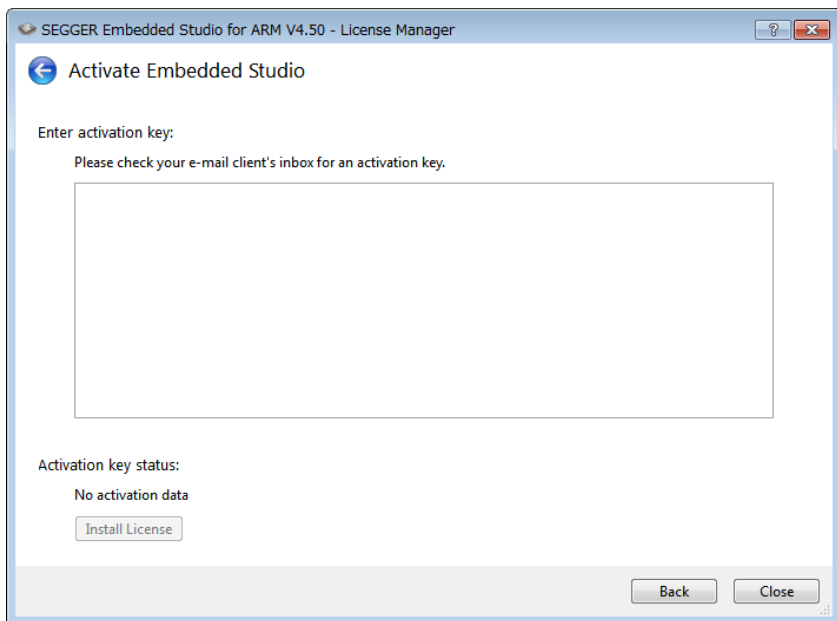 SEGGER Embedded Studio for ARM V4.50 - License Manager
Activate Embedded Studio
Enter activation key:
Please check your e-mail client's inbox for an activation key.
Activation key status:
No activation data
Install License
Back Close